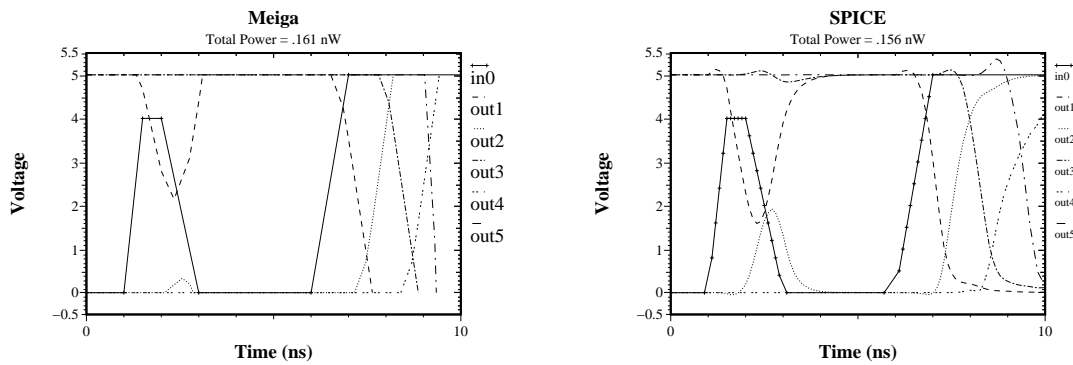 Meiga
Total Power = .161 nW
5.5
5
4
3
2
1
0
−0.5
Voltage
0
10
Time (ns)
in0
out1
out2
out3
out4
out5
SPICE
Total Power = .156 nW
5.5
5
4
3
2
1
0
−0.5
Voltage
0
10
Time (ns)
in0
out1
out2
out3
out4
out5